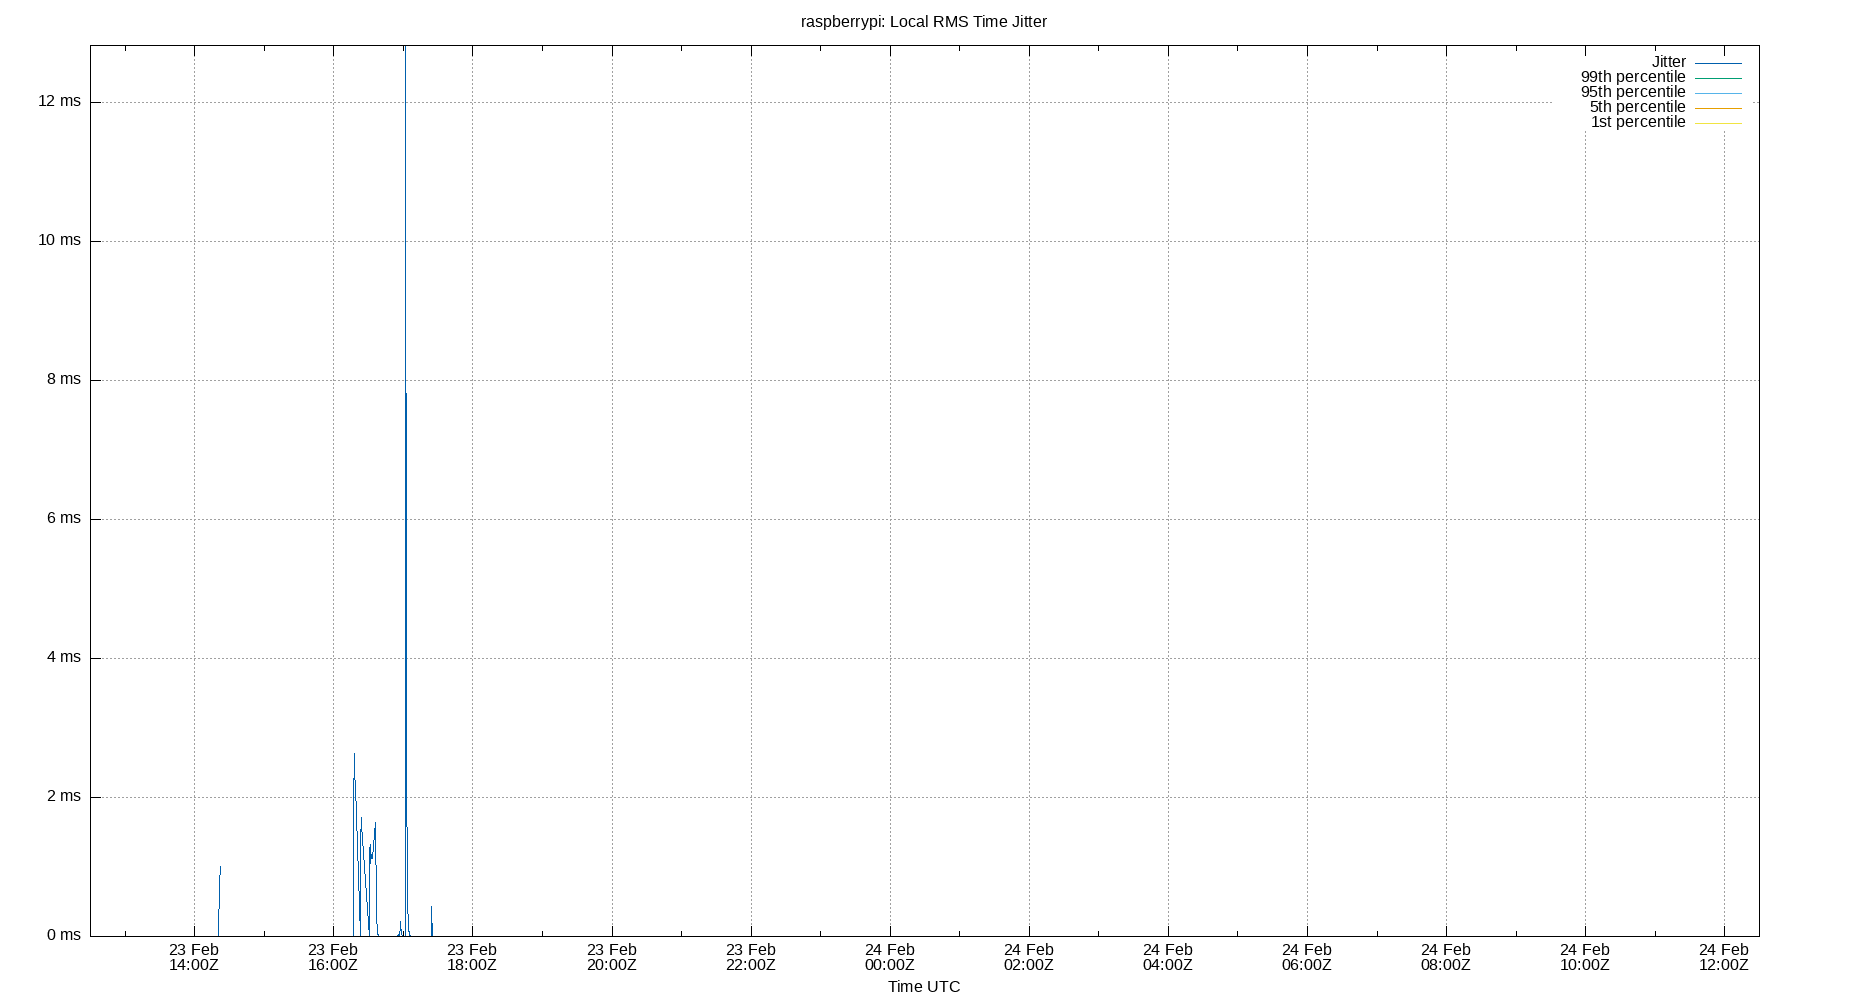 raspberrypi: Local RMS Time Jitter
Jitter
99th percentile
95th percentile
5th percentile
1st percentile
12 ms
10 ms
8 ms
6 ms
4 ms
2 ms
0 ms
23 Feb 23 Feb 23 Feb 23 Feb 23 Feb 24 Feb 24 Feb 24 Feb 24 Feb 24 Feb 24 Feb 24 Feb
14:00Z 16:00Z 18:00Z 20:00Z 22:00Z 00:00Z 02:00Z 04:00Z 06:00Z 08:00Z 10:00Z 12:00Z
Time UTC